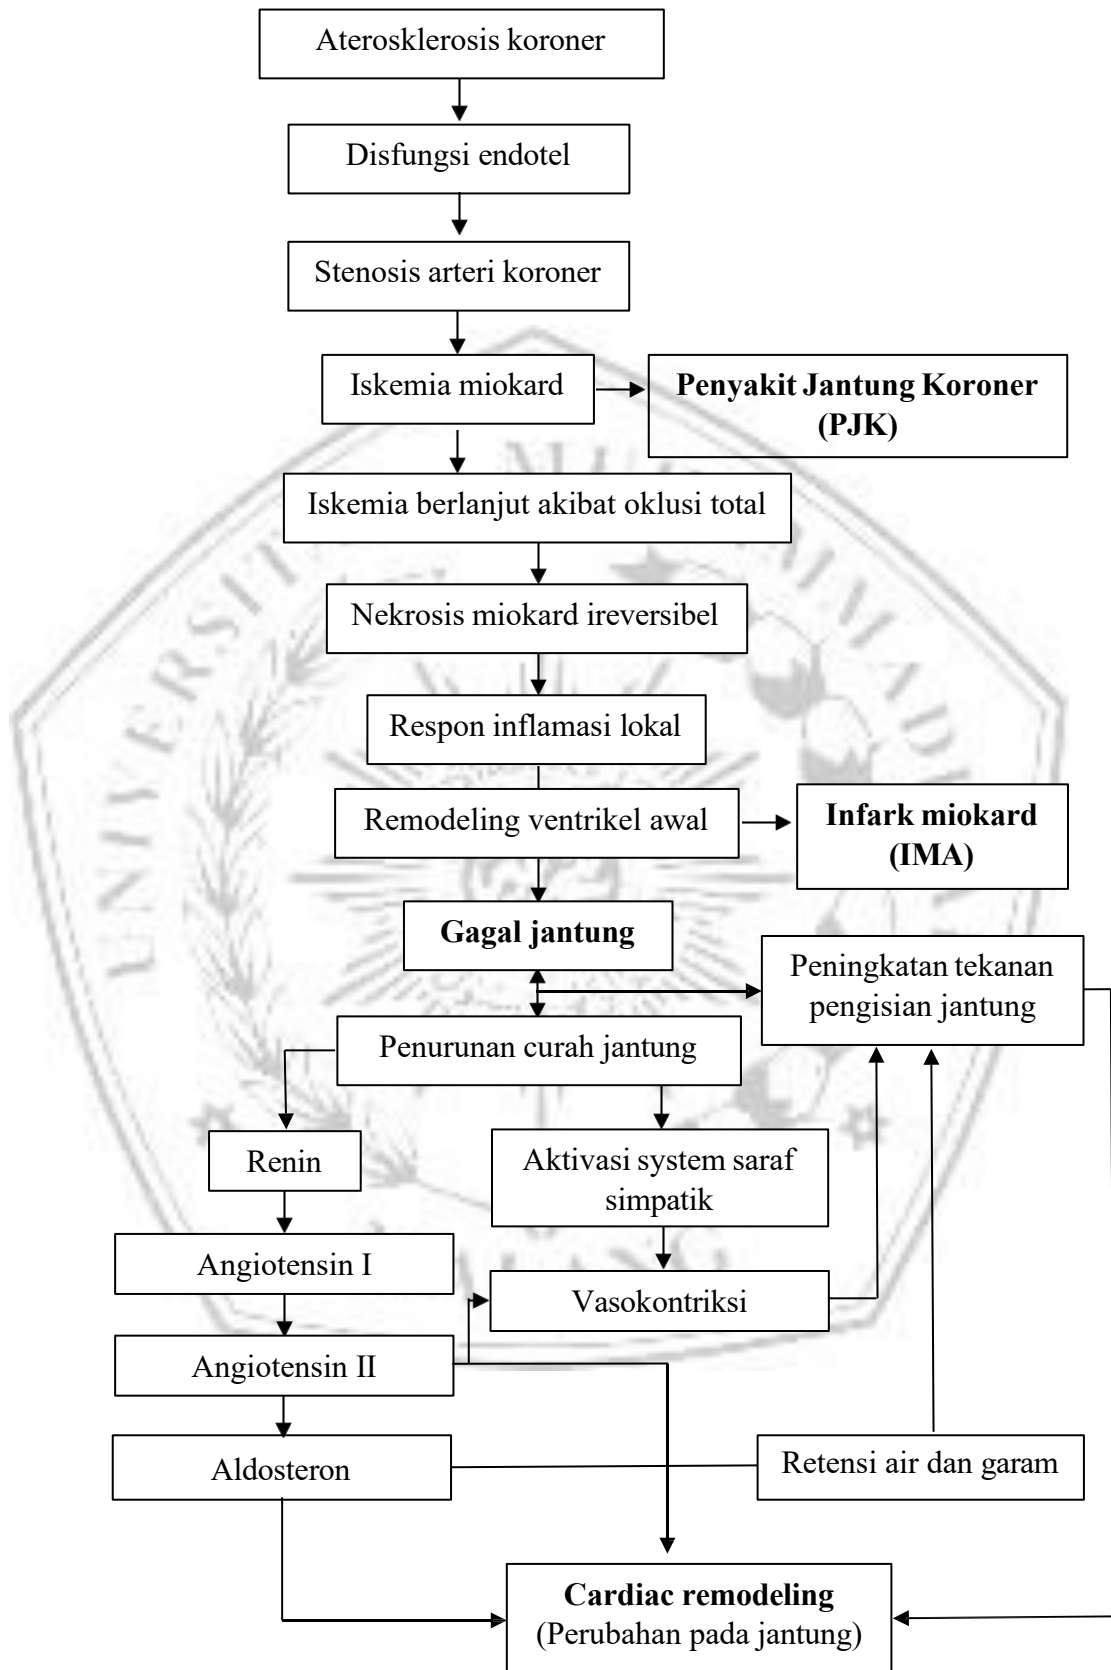 Aterosklerosis koroner
Disfungsi endotel
Stenosis arteri koroner
Iskemia miokard
Penyakit Jantung Koroner
(PJK)
Iskemia berlanjut akibat oklusi total
Nekrosis miokard ireversibel
Respon inflamasi lokal
Remodeling ventrikel awal
Infark miokard
(IMA)
Gagal jantung
Peningkatan tekanan
pengisian jantung
Penurunan curah jantung
Renin
Aktivasi system saraf
simpatik
Angiotensin I
Vasokontriksi
Angiotensin II
Aldosteron
Retensi air dan garam
Cardiac remodeling
(Perubahan pada jantung)